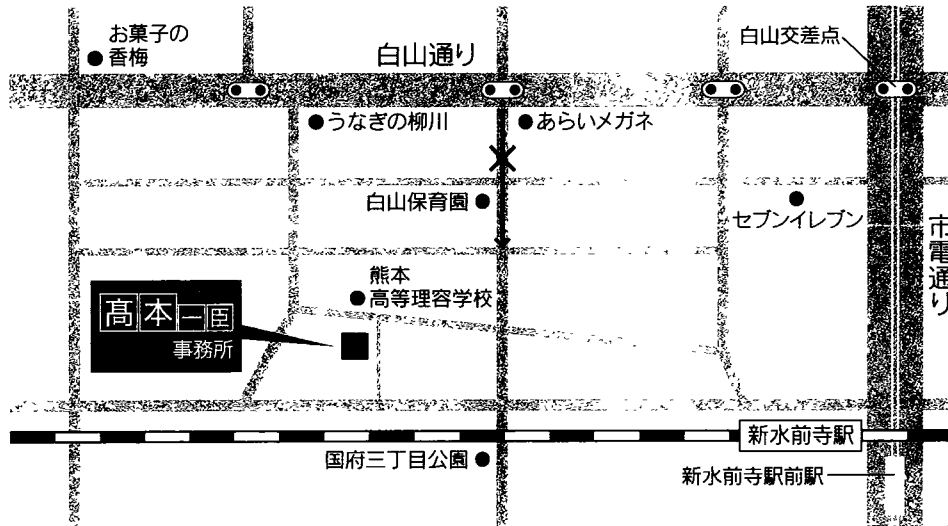 お菓子の
香梅
白山通り
白山交差点
うなぎの柳川
あらいメガネ
白山保育園
セブンイレブン
市電通り
熊本
高等理容学校
髙本一臣
事務所
新水前寺駅
国府三丁目公園
新水前寺駅前駅